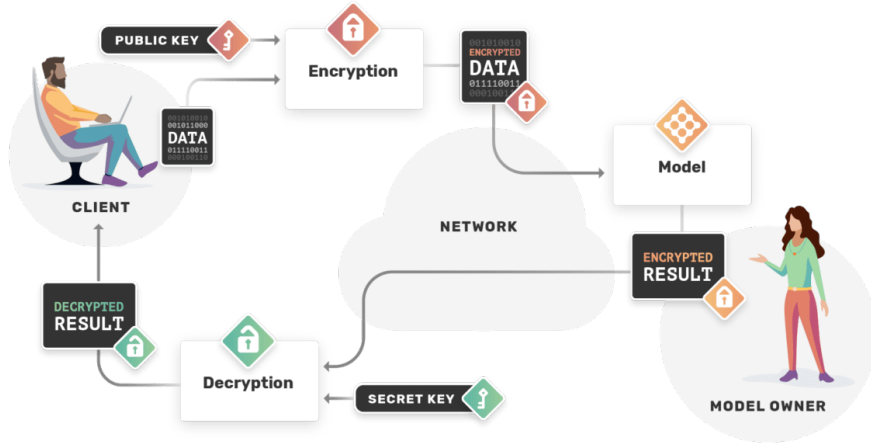 PUBLIC KEY
Encryption
001010010
ENCRYPTED
DATA
011110011
Model
001010010
001011000
DATA
011110011
000100110
CLIENT
NETWORK
ENCRYPTED
RESULT
DECRYPTED
RESULT
Decryption
SECRET KEY
MODEL OWNER